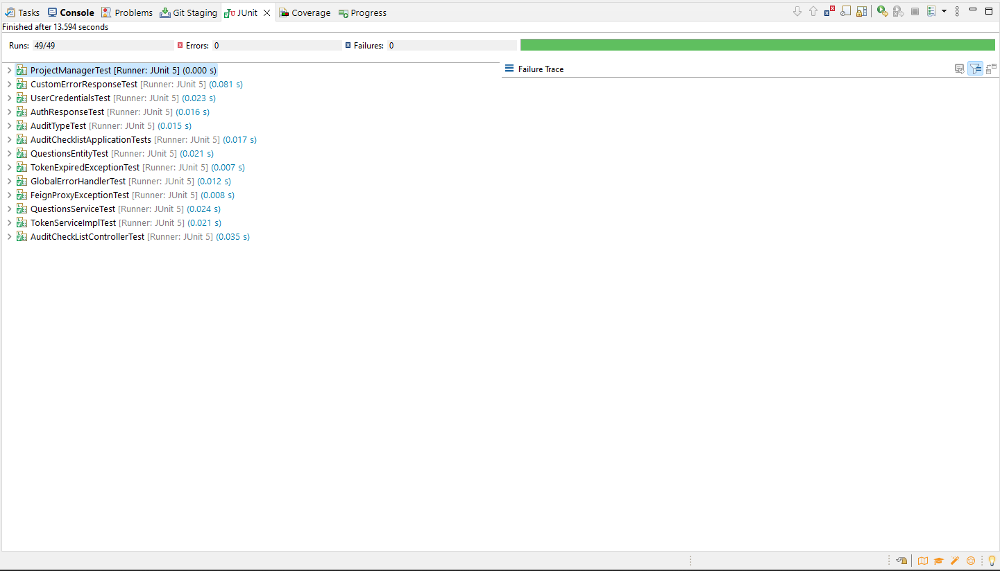 Tasks Console Problems Git Staging JUnit Coverage Progress
Finished after 13.594 seconds
Runs: 49/49 Errors: 0 Failures: 0
ProjectManagerTest [Runner: JUnit 5] (0.000 s)
Failure Trace
CustomErrorResponseTest [Runner: JUnit 5] (0.081 s)
UserCredentialsTest [Runner: JUnit 5] (0.023 s)
AuthResponseTest [Runner: JUnit 5] (0.016 s)
AuditTypeTest [Runner: JUnit 5] (0.015 s)
AuditChecklistApplicationTests [Runner: JUnit 5] (0.017 s)
QuestionsEntityTest [Runner: JUnit 5] (0.021 s)
TokenExpiredExceptionTest [Runner: JUnit 5] (0.007 s)
GlobalErrorHandlerTest [Runner: JUnit 5] (0.012 s)
FeignProxyExceptionTest [Runner: JUnit 5] (0.008 s)
QuestionsServiceTest [Runner: JUnit 5] (0.024 s)
TokenServiceImplTest [Runner: JUnit 5] (0.021 s)
AuditCheckListControllerTest [Runner: JUnit 5] (0.035 s)